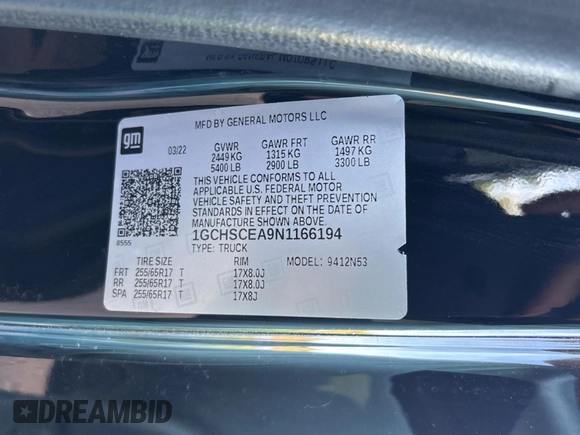 MFD BY GENERAL MOTORS LLC
gm
03/22
GVWR GAWR FRT GAWR RR
2449 KG 1315 KG 1497 KG
5400 LB 2900 LB 3300 LB
THIS VEHICLE CONFORMS TO ALL
APPLICABLE U.S. FEDERAL MOTOR
VEHICLE SAFETY AND THEFT PREVENTION
STANDARDS IN EFFECT ON THE DATE OF
MANUFACTURE SHOWN ABOVE
8555
1GCHSCEA9N1166194
TYPE: TRUCK
TIRE SIZE RIM MODEL: 9412N53
FRT 255/65R17 T 17X8.0J
RR 255/65R17 T 17X8.0J
SPA 255/65R17 T 17X8J
DREAMBID